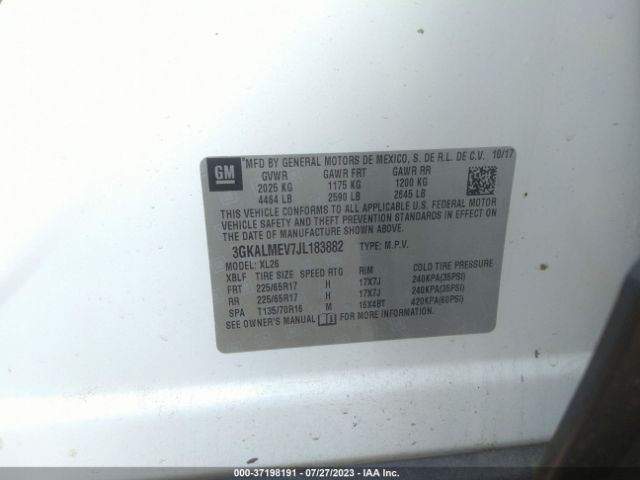 GM
*MFD BY GENERAL MOTORS DE MEXICO, S. DE R.L. DE C.V. 10/17
GVWR GAWR FRT GAWR RR
2025 KG 1175 KG 1200 KG
4464 LB 2590 LB 2645 LB
THIS VEHICLE CONFORMS TO ALL APPLICABLE U.S. FEDERAL MOTOR
VEHICLE SAFETY AND THEFT PREVENTION STANDARDS IN EFFECT ON
THE DATE OF MANUFACTURE SHOWN ABOVE.
3GKALMEV7JL183882 TYPE: M.P.V.
MODEL: XL26
XBLF TIRE SIZE SPEED RTG RIM COLD TIRE PRESSURE
FRT 225/65R17 H 17X7J 240KPA(35PSI)
RR 225/65R17 H 17X7J 240KPA(35PSI)
SPA T135/70R16 M 16X4BT 420KPA(60PSI)
SEE OWNER'S MANUAL FOR MORE INFORMATION.
000-37198191 - 07/27/2023 - IAA Inc.